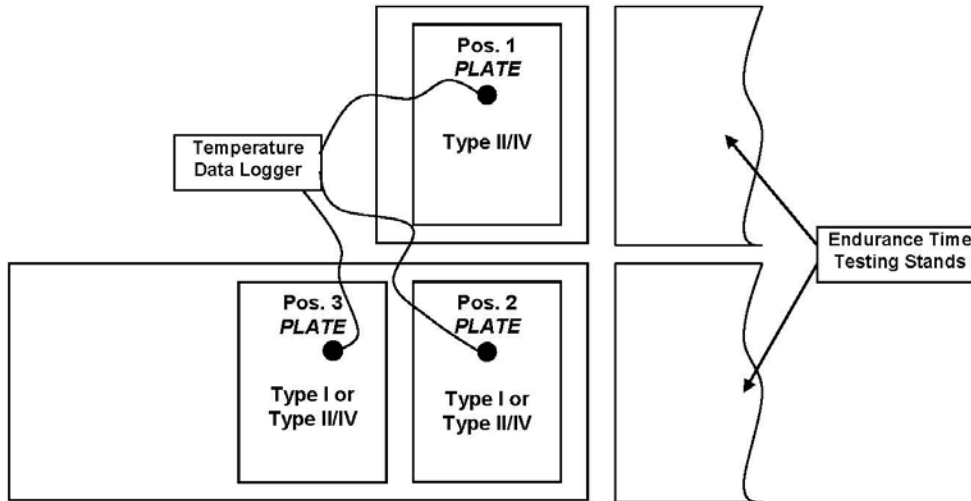 Pos. 1
PLATE
Type II/IV
Temperature
Data Logger
Endurance Time
Testing Stands
Pos. 3
PLATE
Type I or
Type II/IV
Pos. 2
PLATE
Type I or
Type II/IV